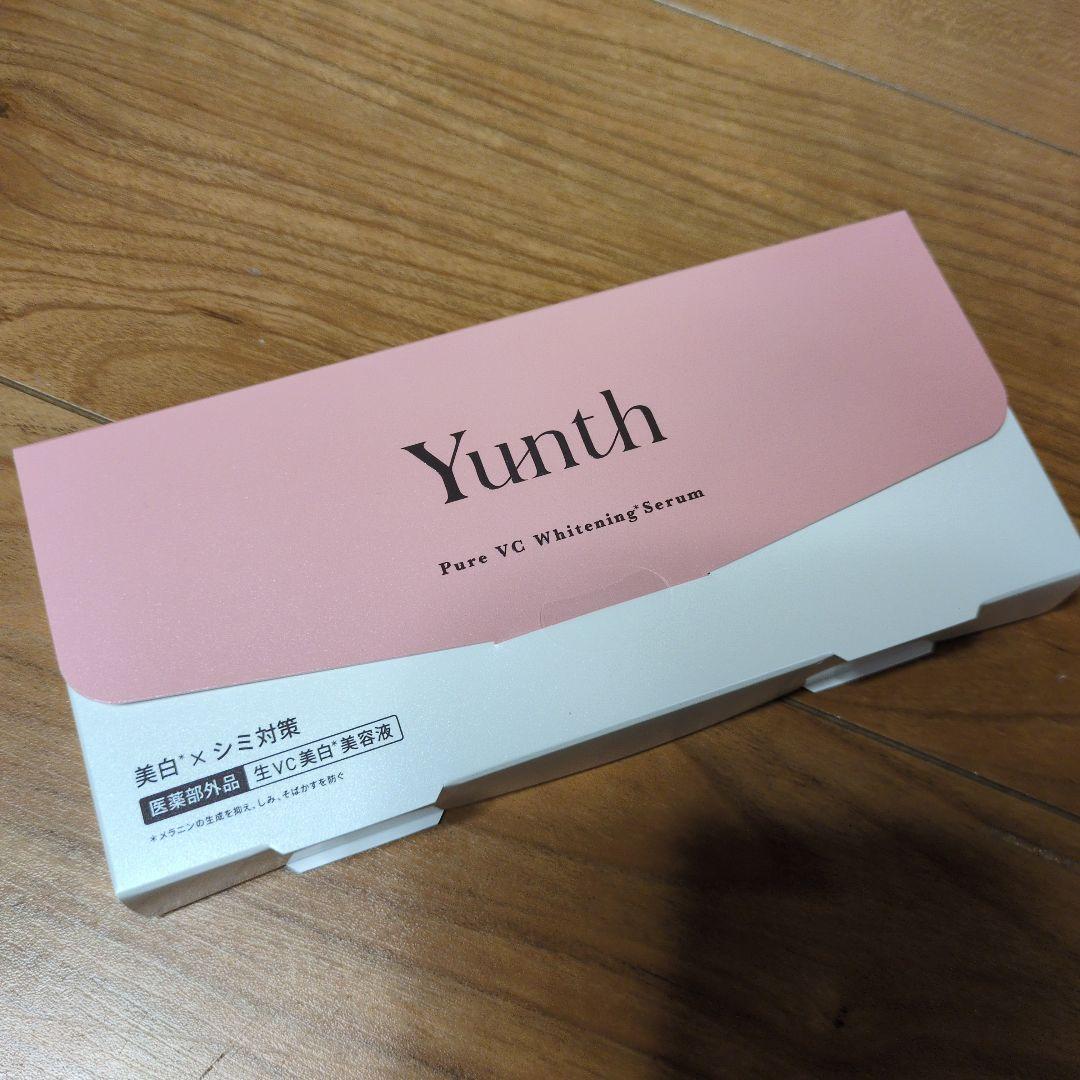 Yunth
Pure VC Whitening*Serum
美白*×シミ対策
医薬部外品 生VC美白*美容液
*メラニンの生成を抑え、しみ、そばかすを防ぐ